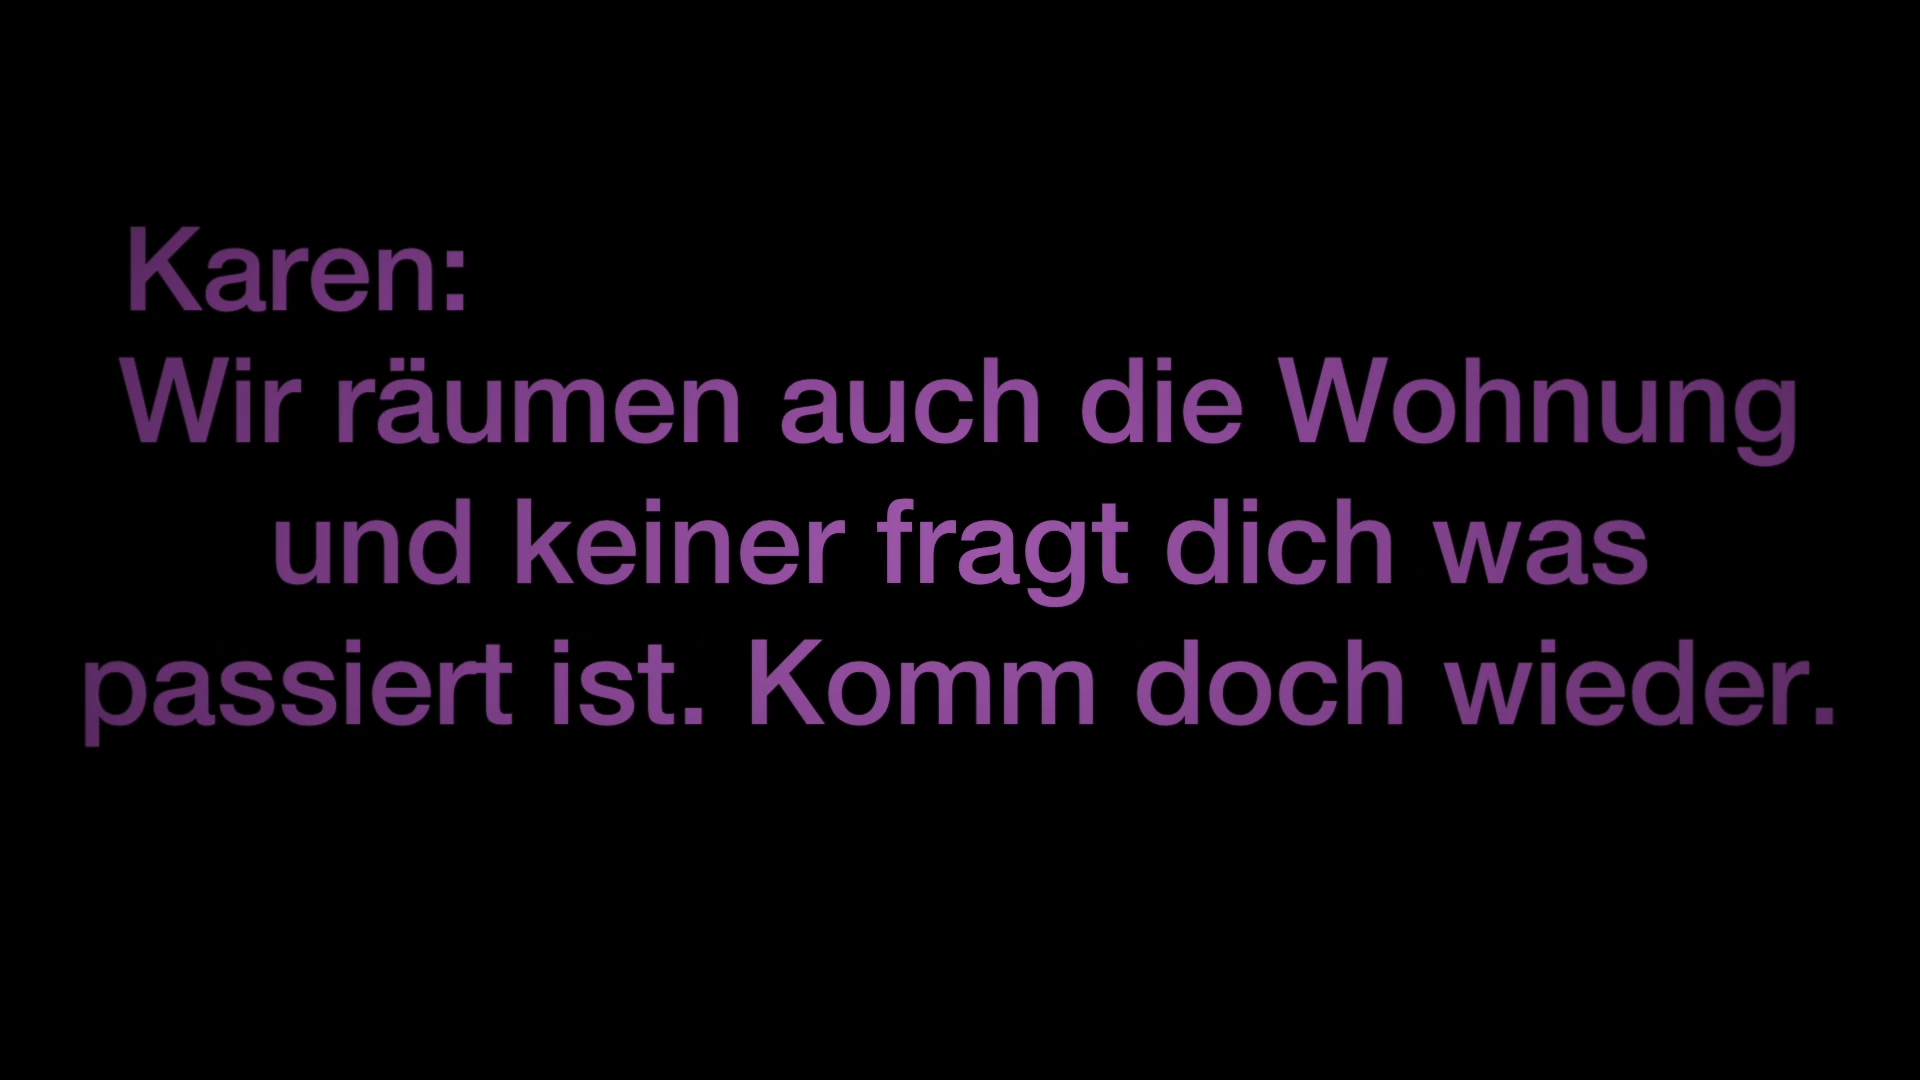 Karen:
Wir räumen auch die Wohnung
und keiner fragt dich was
passiert ist. Komm doch wieder.